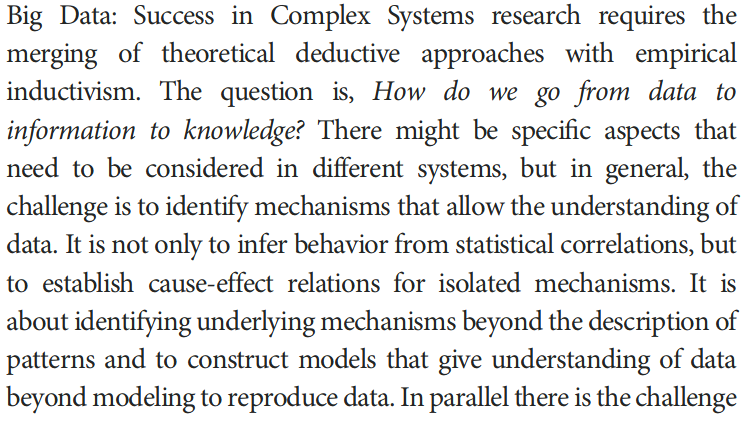 Big Data: Success in Complex Systems research requires the
merging of theoretical deductive approaches with empirical
inductivism. The question is, How do we go from data to
information to knowledge? There might be specific aspects that
need to be considered in different systems, but in general, the
challenge is to identify mechanisms that allow the understanding of
data. It is not only to infer behavior from statistical correlations, but
to establish cause-effect relations for isolated mechanisms. It is
about identifying underlying mechanisms beyond the description of
patterns and to construct models that give understanding of data
beyond modeling to reproduce data. In parallel there is the challenge